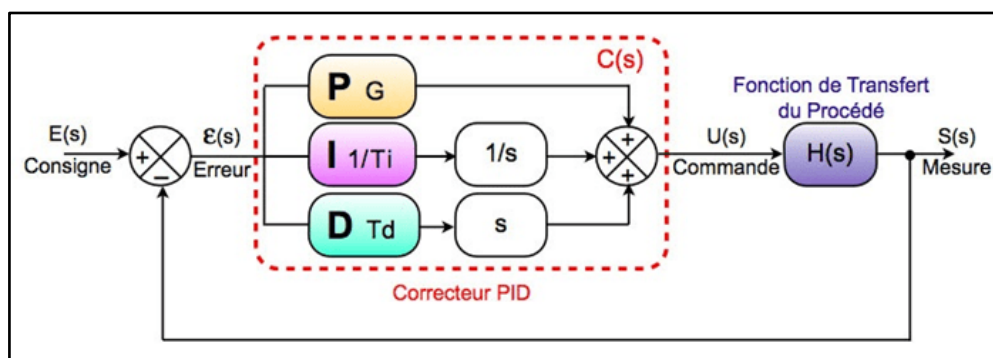 C(s)
P G
Fonction de Transfert
du Procédé
E(s)
Consigne
+
−
ε(s)
Erreur
I 1/Ti
1/s
+
+
+
U(s)
Commande
H(s)
S(s)
Mesure
D Td
s
Correcteur PID